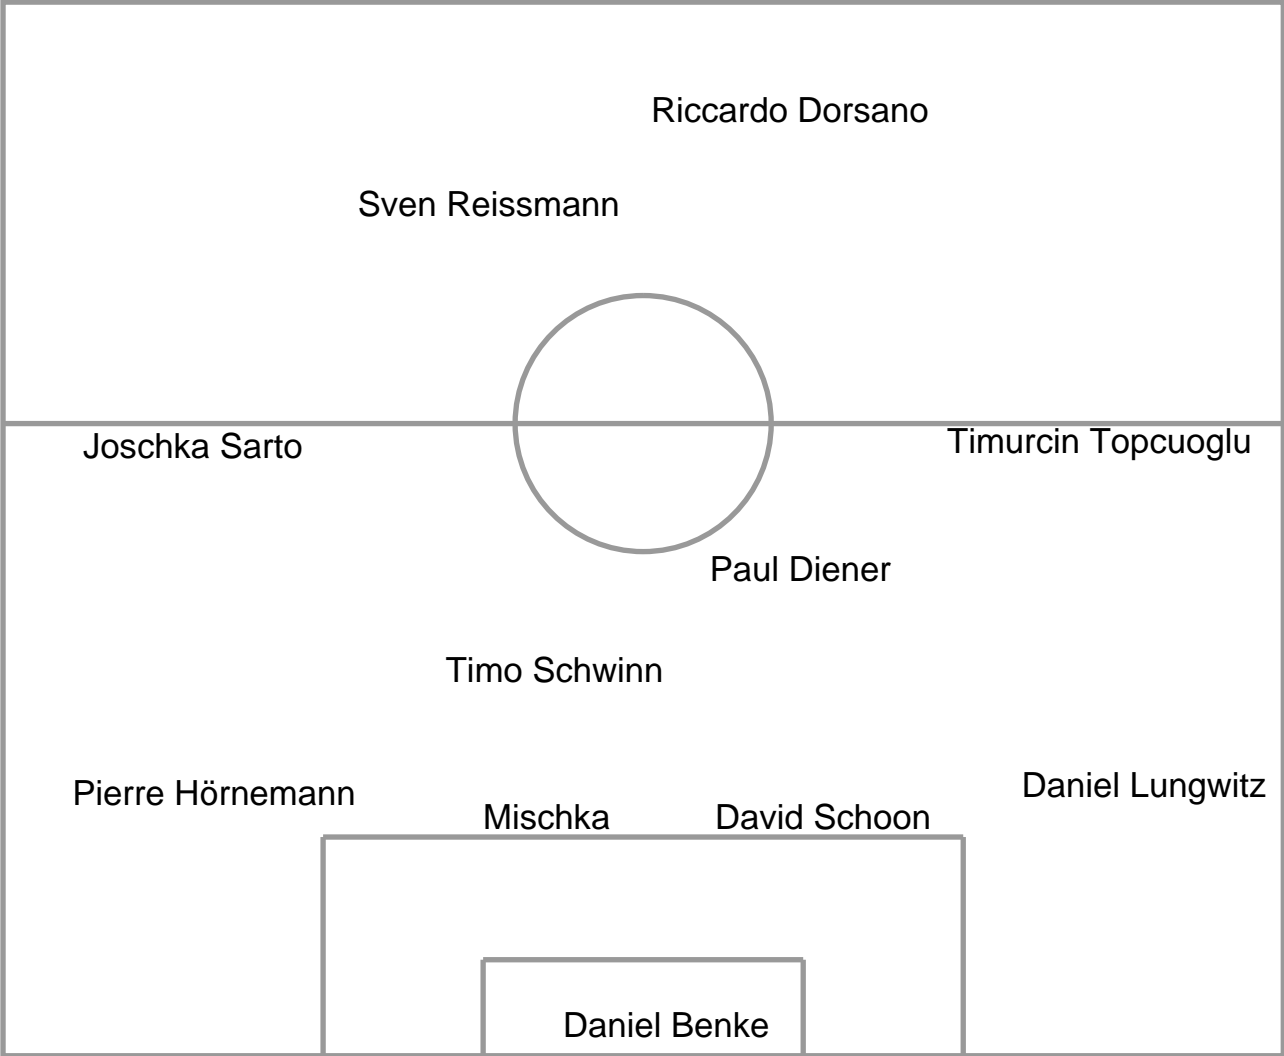 Riccardo Dorsano
Sven Reissmann
Joschka Sarto
Timurcin Topcuoglu
Paul Diener
Timo Schwinn
Pierre Hörnemann
Daniel Lungwitz
Mischka
David Schoon
Daniel Benke